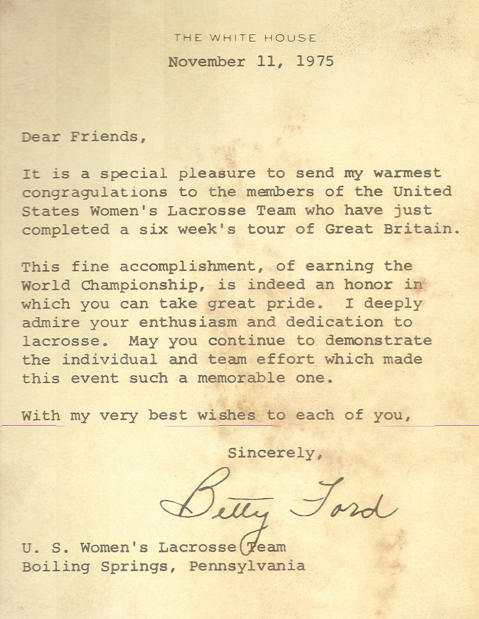 THE WHITE HOUSE
November 11, 1975
Dear Friends,
It is a special pleasure to send my warmest
congragulations to the members of the United
States Women's Lacrosse Team who have just
completed a six week's tour of Great Britain.
This fine accomplishment, of earning the
World Championship, is indeed an honor in
which you can take great pride.  I deeply
admire your enthusiasm and dedication to
lacrosse.  May you continue to demonstrate
the individual and team effort which made
this event such a memorable one.
With my very best wishes to each of you,
Sincerely,
Betty Ford
U. S. Women's Lacrosse Team
Boiling Springs, Pennsylvania